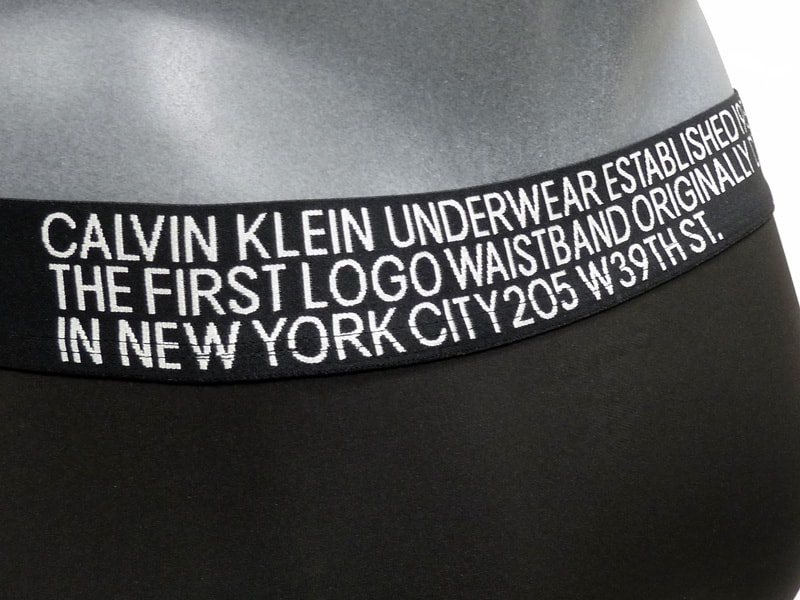 CALVIN KLEIN UNDERWEAR ESTABLISHED
THE FIRST LOGO WAISTBAND ORIGINALLY
IN NEW YORK CITY 205 W39TH ST.